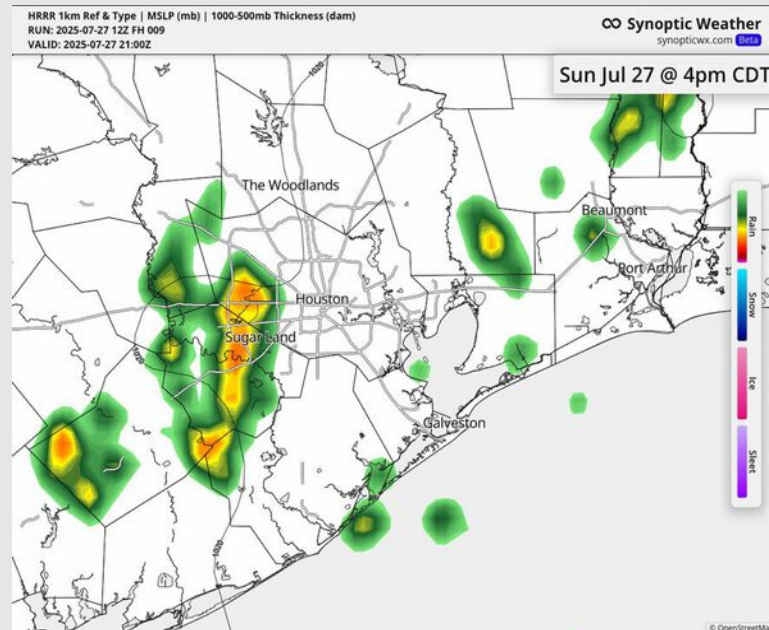 HRRR 1km Ref & Type | MSLP (mb) | 1000-500mb Thickness (dam)
RUN: 2025-07-27 12Z FH 009
VALID: 2025-07-27 21:00Z
Synoptic Weather
synopticwx.com Beta
Sun Jul 27 @ 4pm CDT
1020
The Woodlands
Beaumont
Port Arthur
Houston
Sugar Land
1020
Galveston
1020
Rain
Snow
Ice
Sleet
© OpenStreetMa